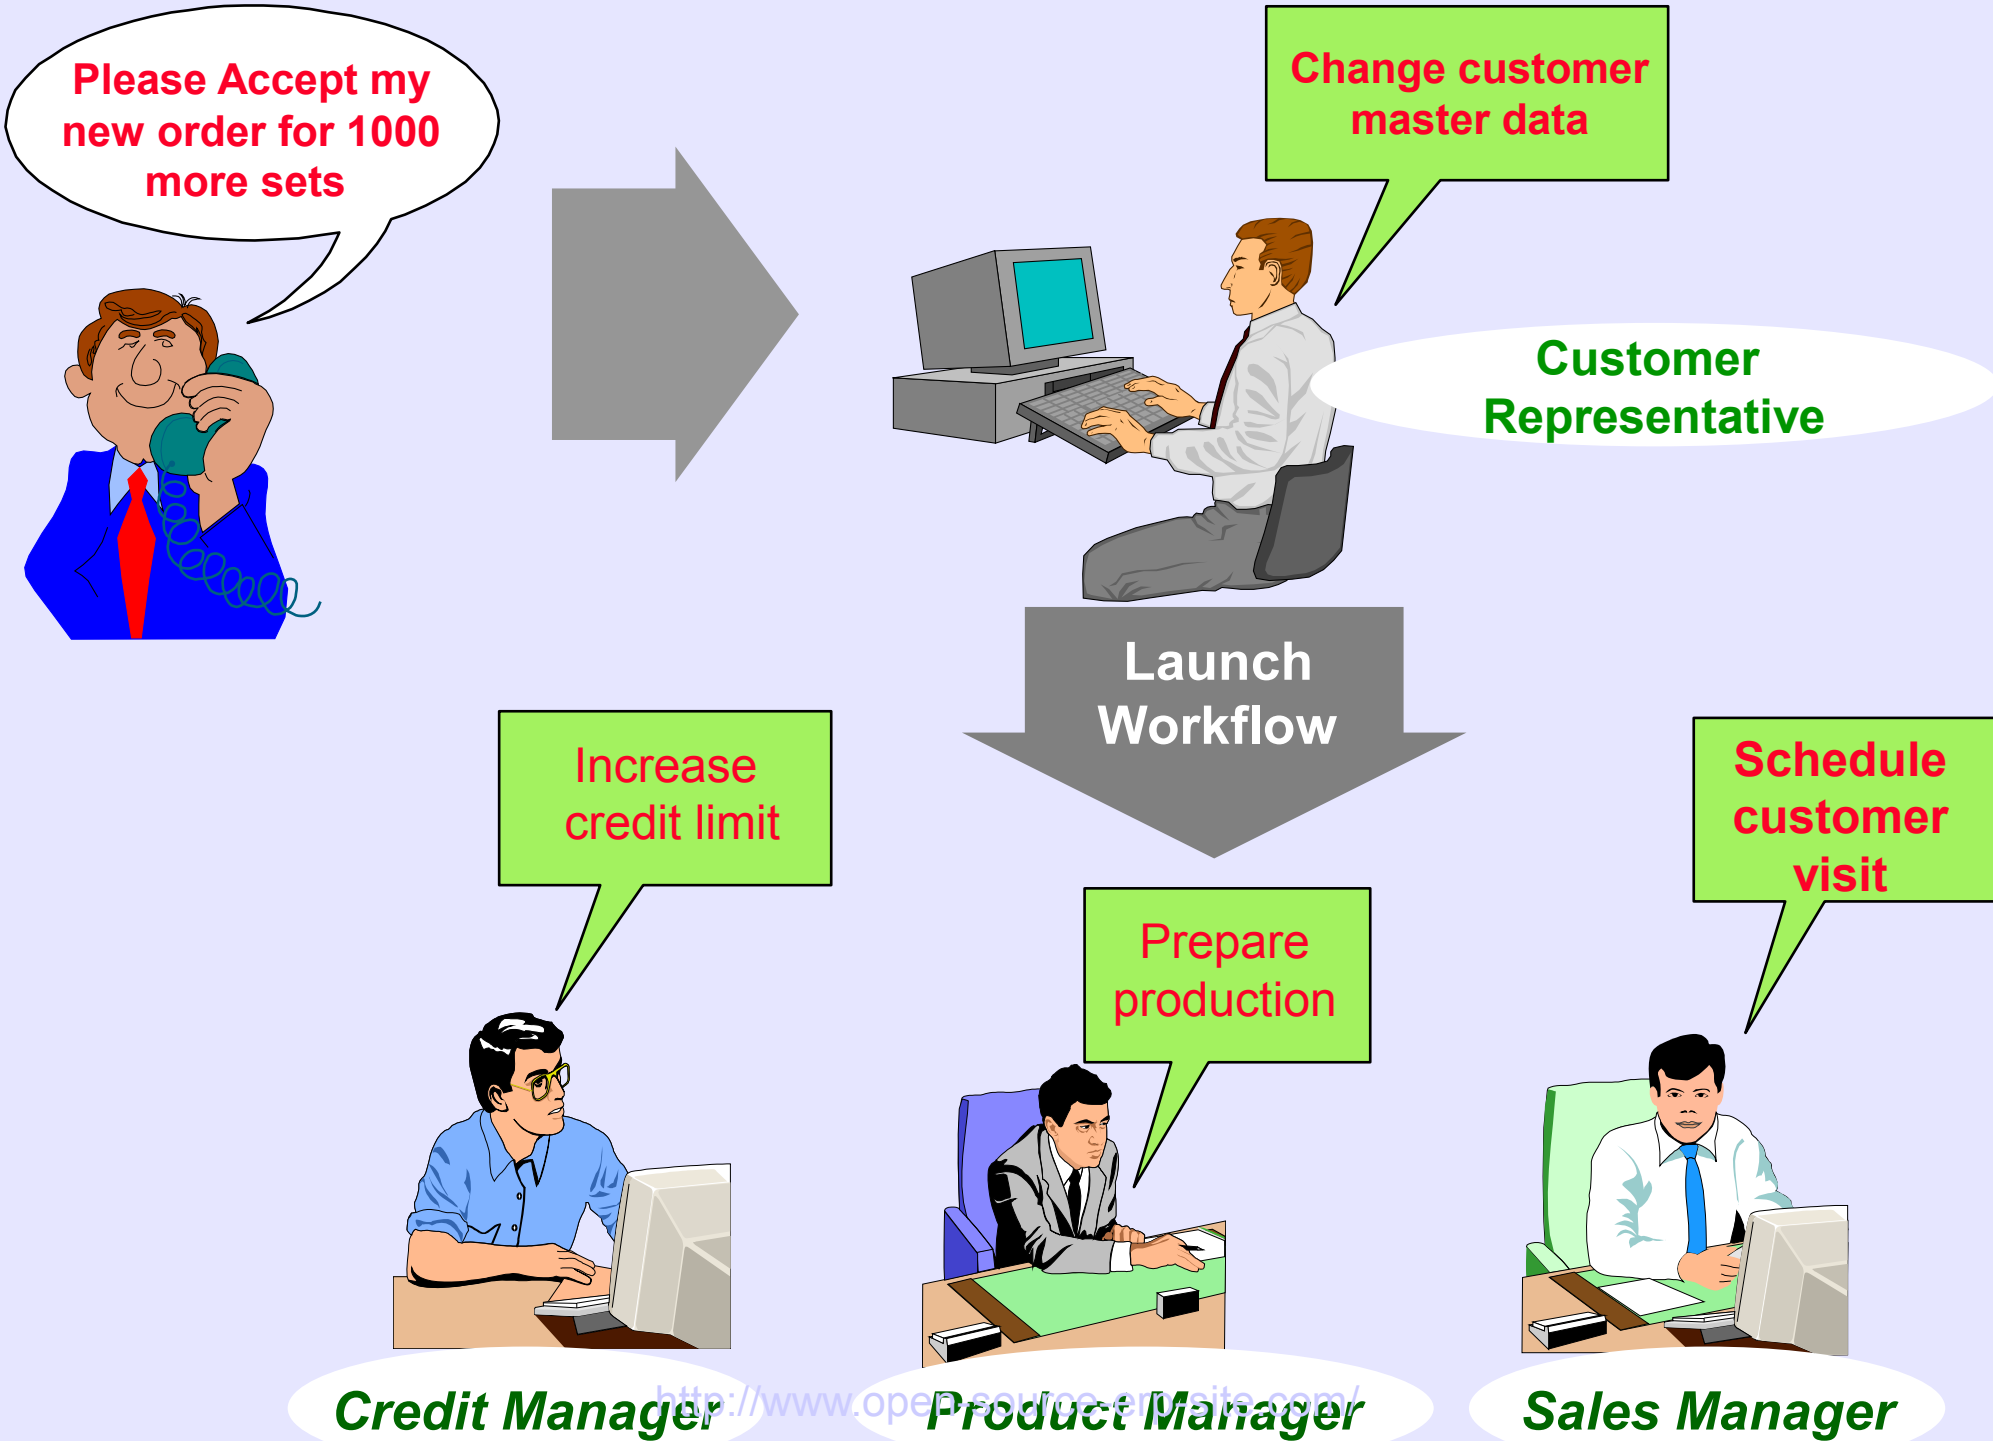 Please Accept my
new order for 1000
more sets
Change customer
master data
Customer
Representative
Launch
Workflow
Increase
credit limit
Schedule
customer
visit
Prepare
production
Credit Manager
http://www.open-source-erp-site.com/
Product Manager
Sales Manager